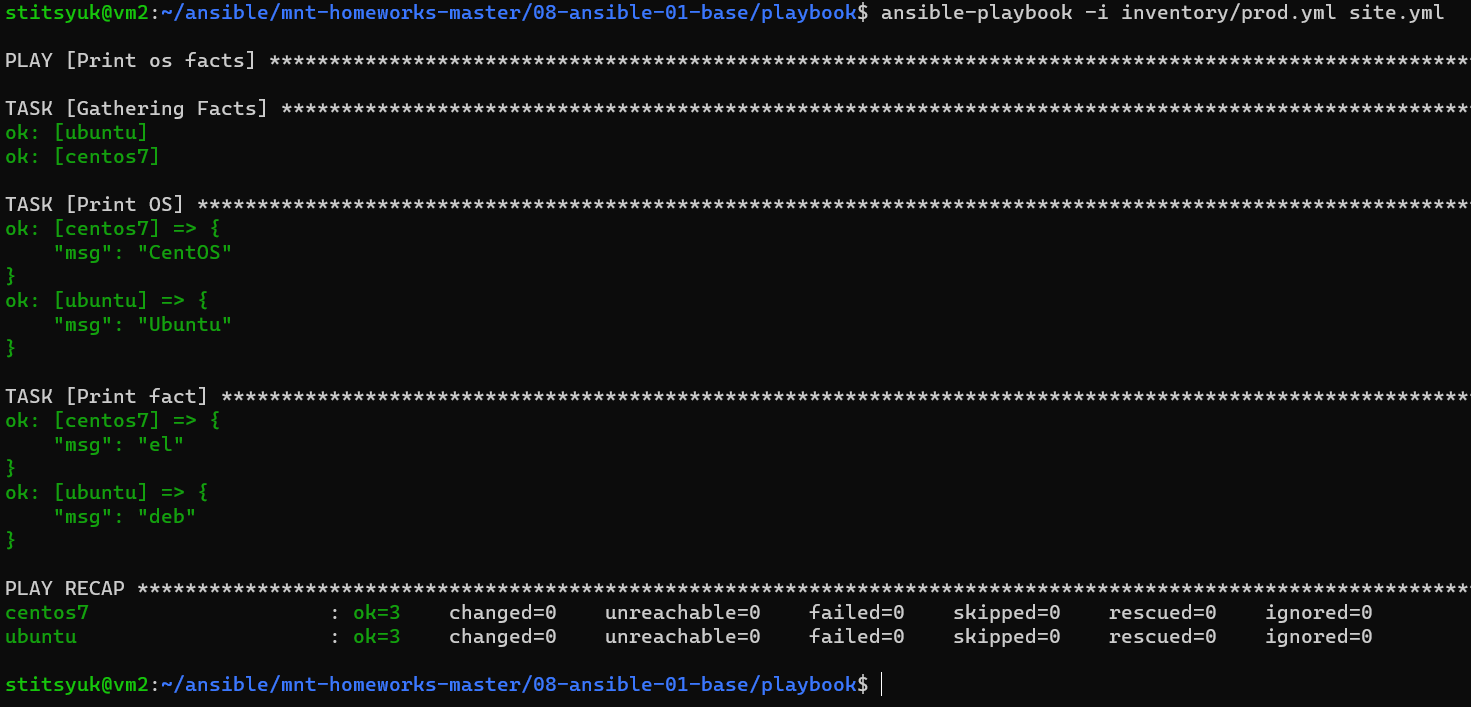 stitsyuk@vm2:~/ansible/mnt-homeworks-master/08-ansible-01-base/playbook$ ansible-playbook -i inventory/prod.yml site.yml
PLAY [Print os facts] ****************************************************************************************************
TASK [Gathering Facts] ***************************************************************************************************
ok: [ubuntu]
ok: [centos7]
TASK [Print OS] **********************************************************************************************************
ok: [centos7] => {
    "msg": "CentOS"
}
ok: [ubuntu] => {
    "msg": "Ubuntu"
}
TASK [Print fact] ********************************************************************************************************
ok: [centos7] => {
    "msg": "el"
}
ok: [ubuntu] => {
    "msg": "deb"
}
PLAY RECAP ***************************************************************************************************************
centos7                    : ok=3    changed=0    unreachable=0    failed=0    skipped=0    rescued=0    ignored=0
ubuntu                     : ok=3    changed=0    unreachable=0    failed=0    skipped=0    rescued=0    ignored=0
stitsyuk@vm2:~/ansible/mnt-homeworks-master/08-ansible-01-base/playbook$